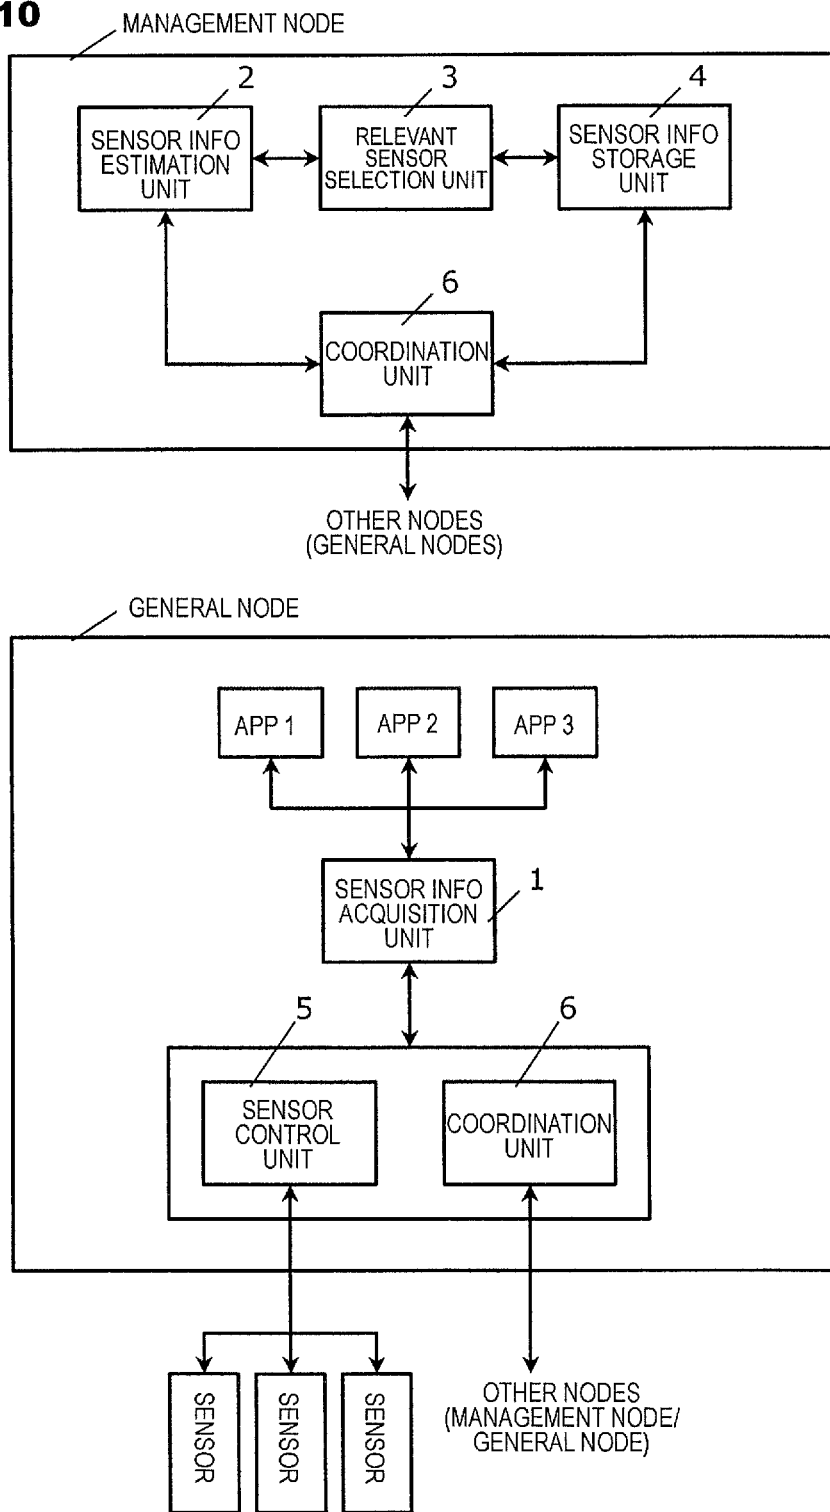 10
MANAGEMENT NODE
2
3
4
SENSOR INFO
ESTIMATION
UNIT
RELEVANT
SENSOR
SELECTION UNIT
SENSOR INFO
STORAGE
UNIT
6
COORDINATION
UNIT
OTHER NODES
(GENERAL NODES)
GENERAL NODE
APP 1
APP 2
APP 3
1
SENSOR INFO
ACQUISITION
UNIT
5
6
SENSOR
CONTROL
UNIT
COORDINATION
UNIT
SENSOR
SENSOR
SENSOR
OTHER NODES
(MANAGEMENT NODE/
GENERAL NODE)